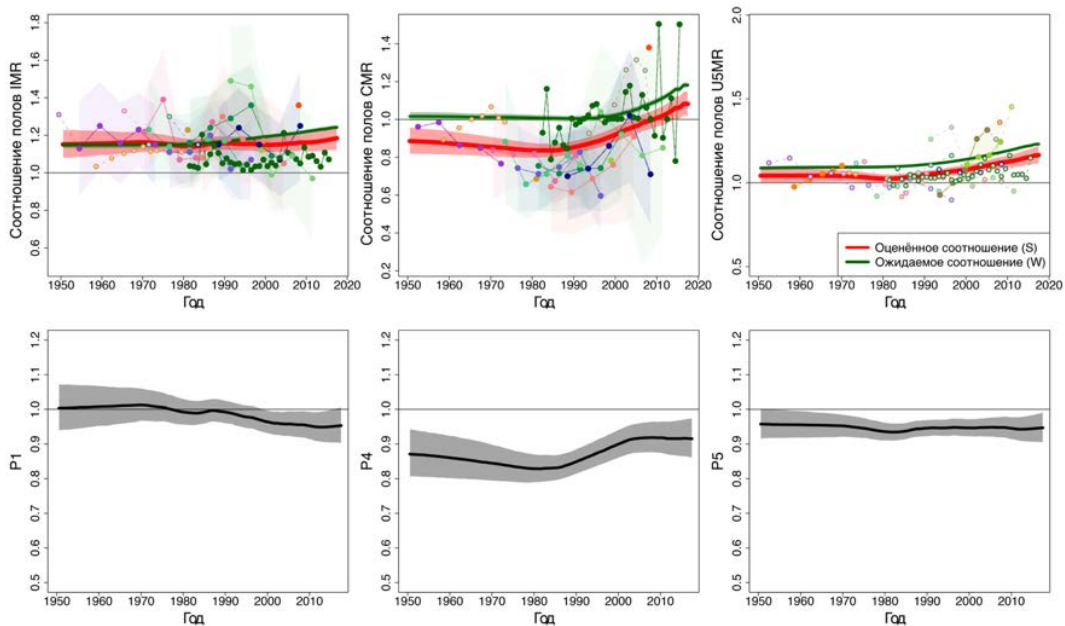 Соотношение полов IMR
0.6 0.8 1.0 1.2 1.4 1.6 1.8
1950 1960 1970 1980 1990 2000 2010 2020
Год
Соотношение полов CMR
0.2 0.4 0.6 0.8 1.0 1.2 1.4
1950 1960 1970 1980 1990 2000 2010 2020
Год
Соотношение полов U5MR
0.5 1.0 1.5 2.0
Оценённое соотношение (S)
Ожидаемое соотношение (W)
1950 1960 1970 1980 1990 2000 2010 2020
Год
P1
0.5 0.6 0.7 0.8 0.9 1.0 1.1 1.2
1950 1960 1970 1980 1990 2000 2010
Год
P4
0.5 0.6 0.7 0.8 0.9 1.0 1.1 1.2
1950 1960 1970 1980 1990 2000 2010
Год
P5
0.5 0.6 0.7 0.8 0.9 1.0 1.1 1.2
1950 1960 1970 1980 1990 2000 2010
Год